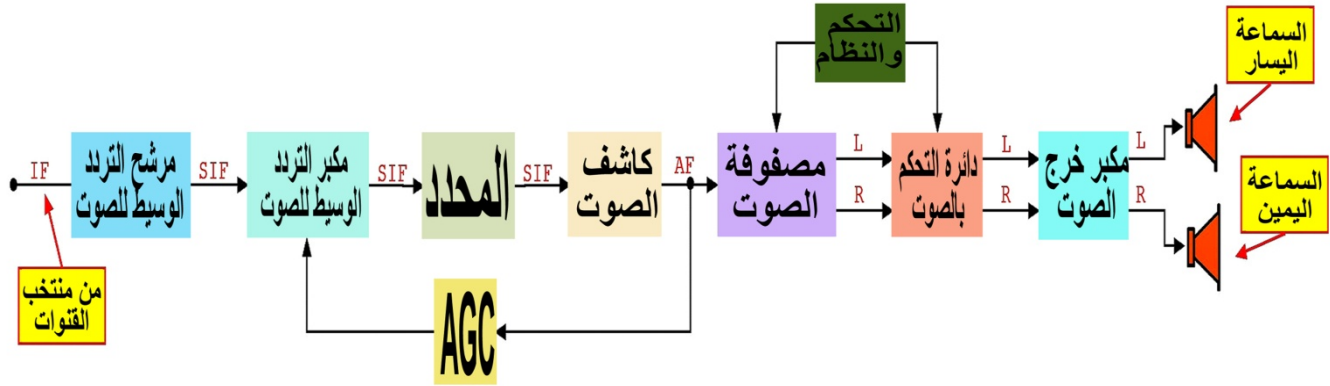 التحكم
والنظام
السماعة
اليسار
IF
مرشح التردد
الوسيط للصوت
SIF
مكبر التردد
الوسيط للصوت
SIF
المحدد
SIF
كاشف
الصوت
AF
مصفوفة
الصوت
L
R
دائرة التحكم
بالصوت
L
R
مكبر خرج
الصوت
L
R
السماعة
اليمين
من منتخب
القنوات
AGC